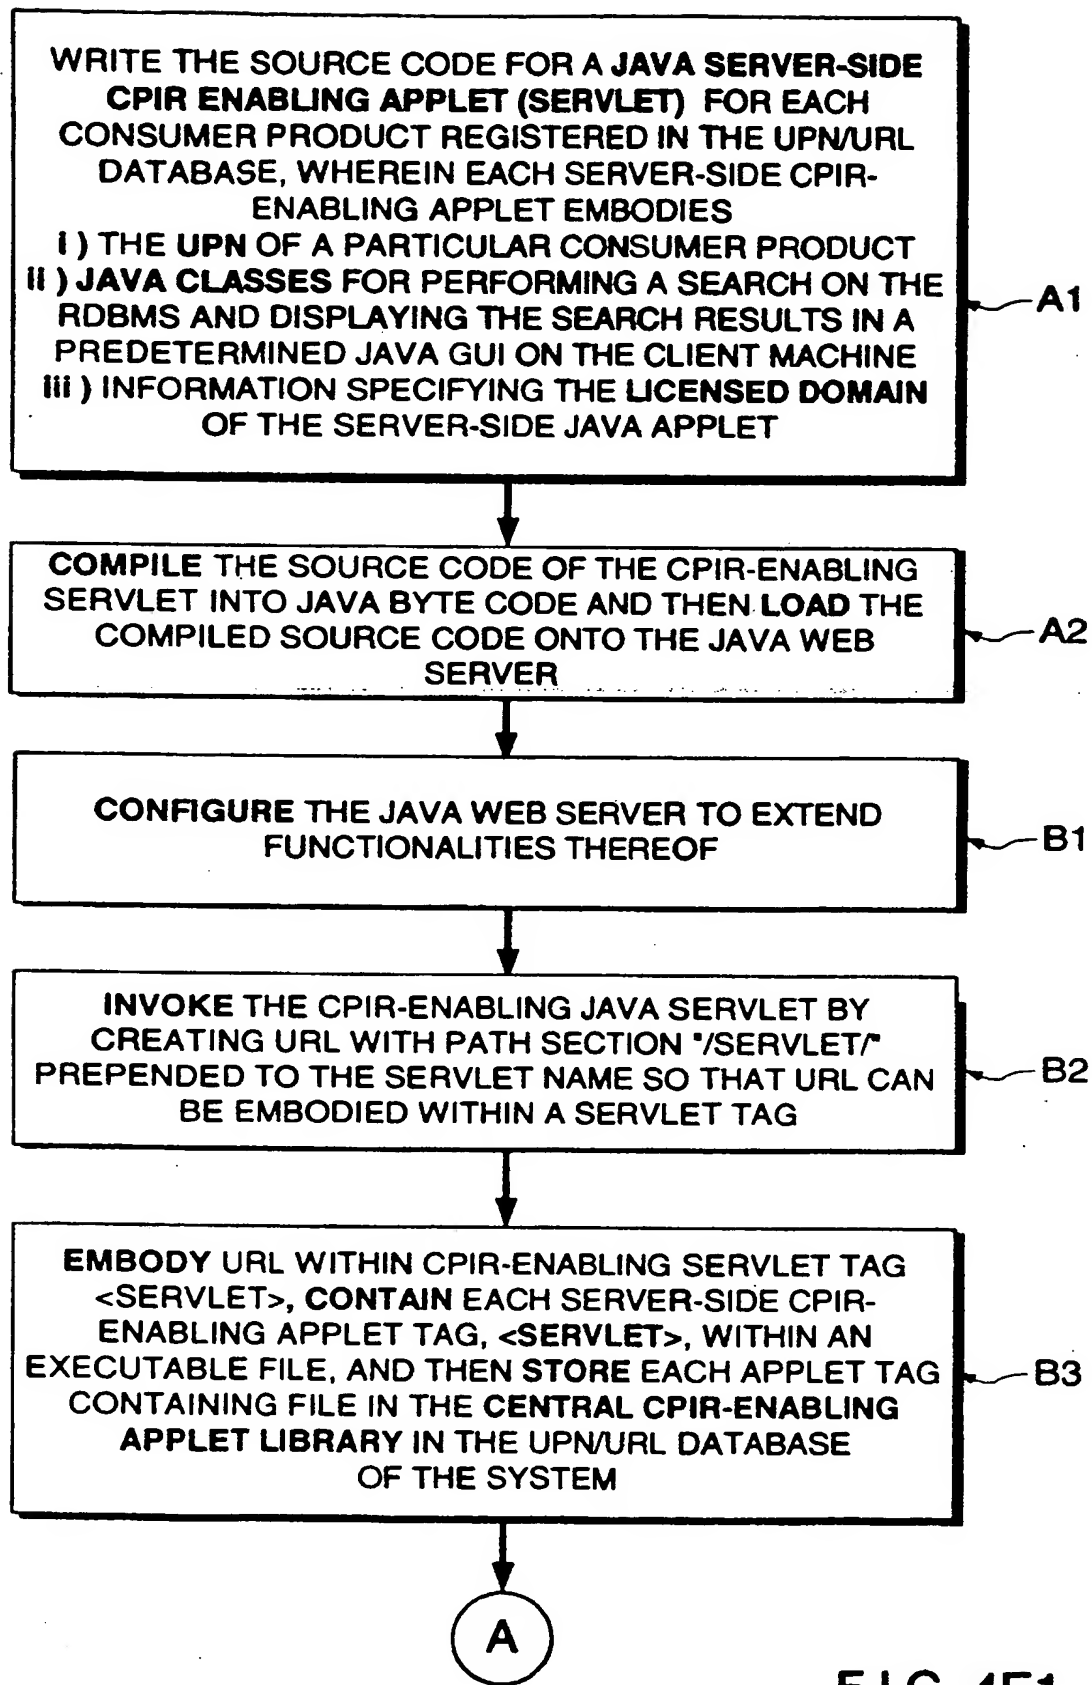 WRITE THE SOURCE CODE FOR A JAVA SERVER-SIDE
CPIR ENABLING APPLET (SERVLET) FOR EACH
CONSUMER PRODUCT REGISTERED IN THE UPN/URL
DATABASE, WHEREIN EACH SERVER-SIDE CPIR-
ENABLING APPLET EMBODIES
i ) THE UPN OF A PARTICULAR CONSUMER PRODUCT
ii ) JAVA CLASSES FOR PERFORMING A SEARCH ON THE
RDBMS AND DISPLAYING THE SEARCH RESULTS IN A
PREDETERMINED JAVA GUI ON THE CLIENT MACHINE
iii ) INFORMATION SPECIFYING THE LICENSED DOMAIN
OF THE SERVER-SIDE JAVA APPLET
A1
COMPILE THE SOURCE CODE OF THE CPIR-ENABLING
SERVLET INTO JAVA BYTE CODE AND THEN LOAD THE
COMPILED SOURCE CODE ONTO THE JAVA WEB
SERVER
A2
CONFIGURE THE JAVA WEB SERVER TO EXTEND
FUNCTIONALITIES THEREOF
B1
INVOKE THE CPIR-ENABLING JAVA SERVLET BY
CREATING URL WITH PATH SECTION "/SERVLET/"
PREPENDED TO THE SERVLET NAME SO THAT URL CAN
BE EMBODIED WITHIN A SERVLET TAG
B2
EMBODY URL WITHIN CPIR-ENABLING SERVLET TAG
<SERVLET>, CONTAIN EACH SERVER-SIDE CPIR-
ENABLING APPLET TAG, <SERVLET>, WITHIN AN
EXECUTABLE FILE, AND THEN STORE EACH APPLET TAG
CONTAINING FILE IN THE CENTRAL CPIR-ENABLING
APPLET LIBRARY IN THE UPN/URL DATABASE
OF THE SYSTEM
B3
A